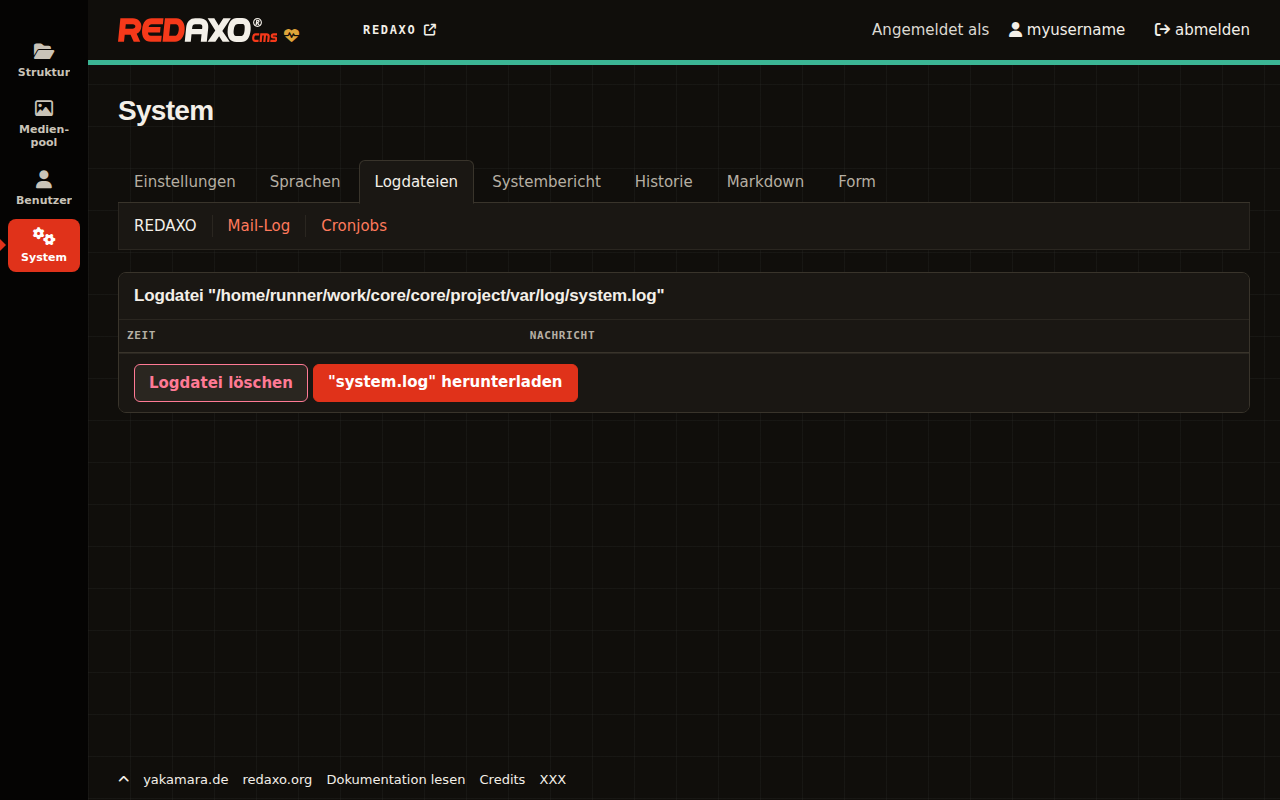 REDAXO® cms
REDAXO
Angemeldet als myusername abmelden
Struktur
Medien-
pool
Benutzer
System
System
Einstellungen Sprachen Logdateien Systembericht Historie Markdown Form
REDAXO Mail-Log Cronjobs
Logdatei "/home/runner/work/core/core/project/var/log/system.log"
ZEIT NACHRICHT
Logdatei löschen "system.log" herunterladen
yakamara.de redaxo.org Dokumentation lesen Credits XXX